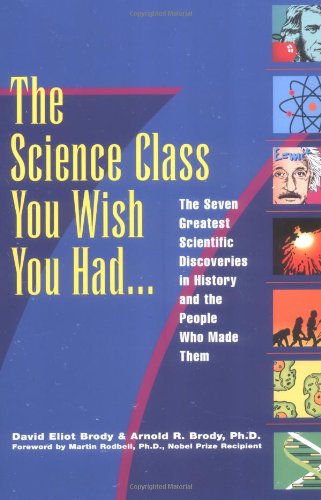 The
Science Class
You Wish
You Had...
The Seven
Greatest
Scientific
Discoveries
in History
and the
People
Who Made
Them
E=mc²
David Eliot Brody & Arnold R. Brody, Ph.D.
Foreword by Martin Rodbell, Ph.D., Nobel Prize Recipient